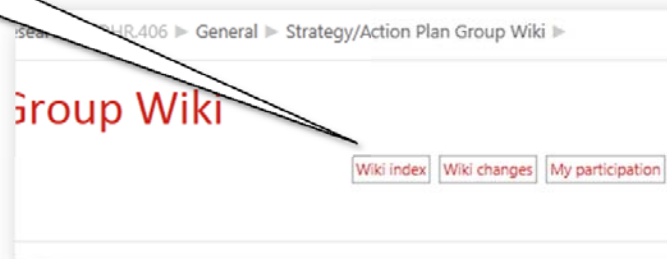 HR.406 ► General ► Strategy/Action Plan Group Wiki ►
Group Wiki
Wiki index Wiki changes My participation